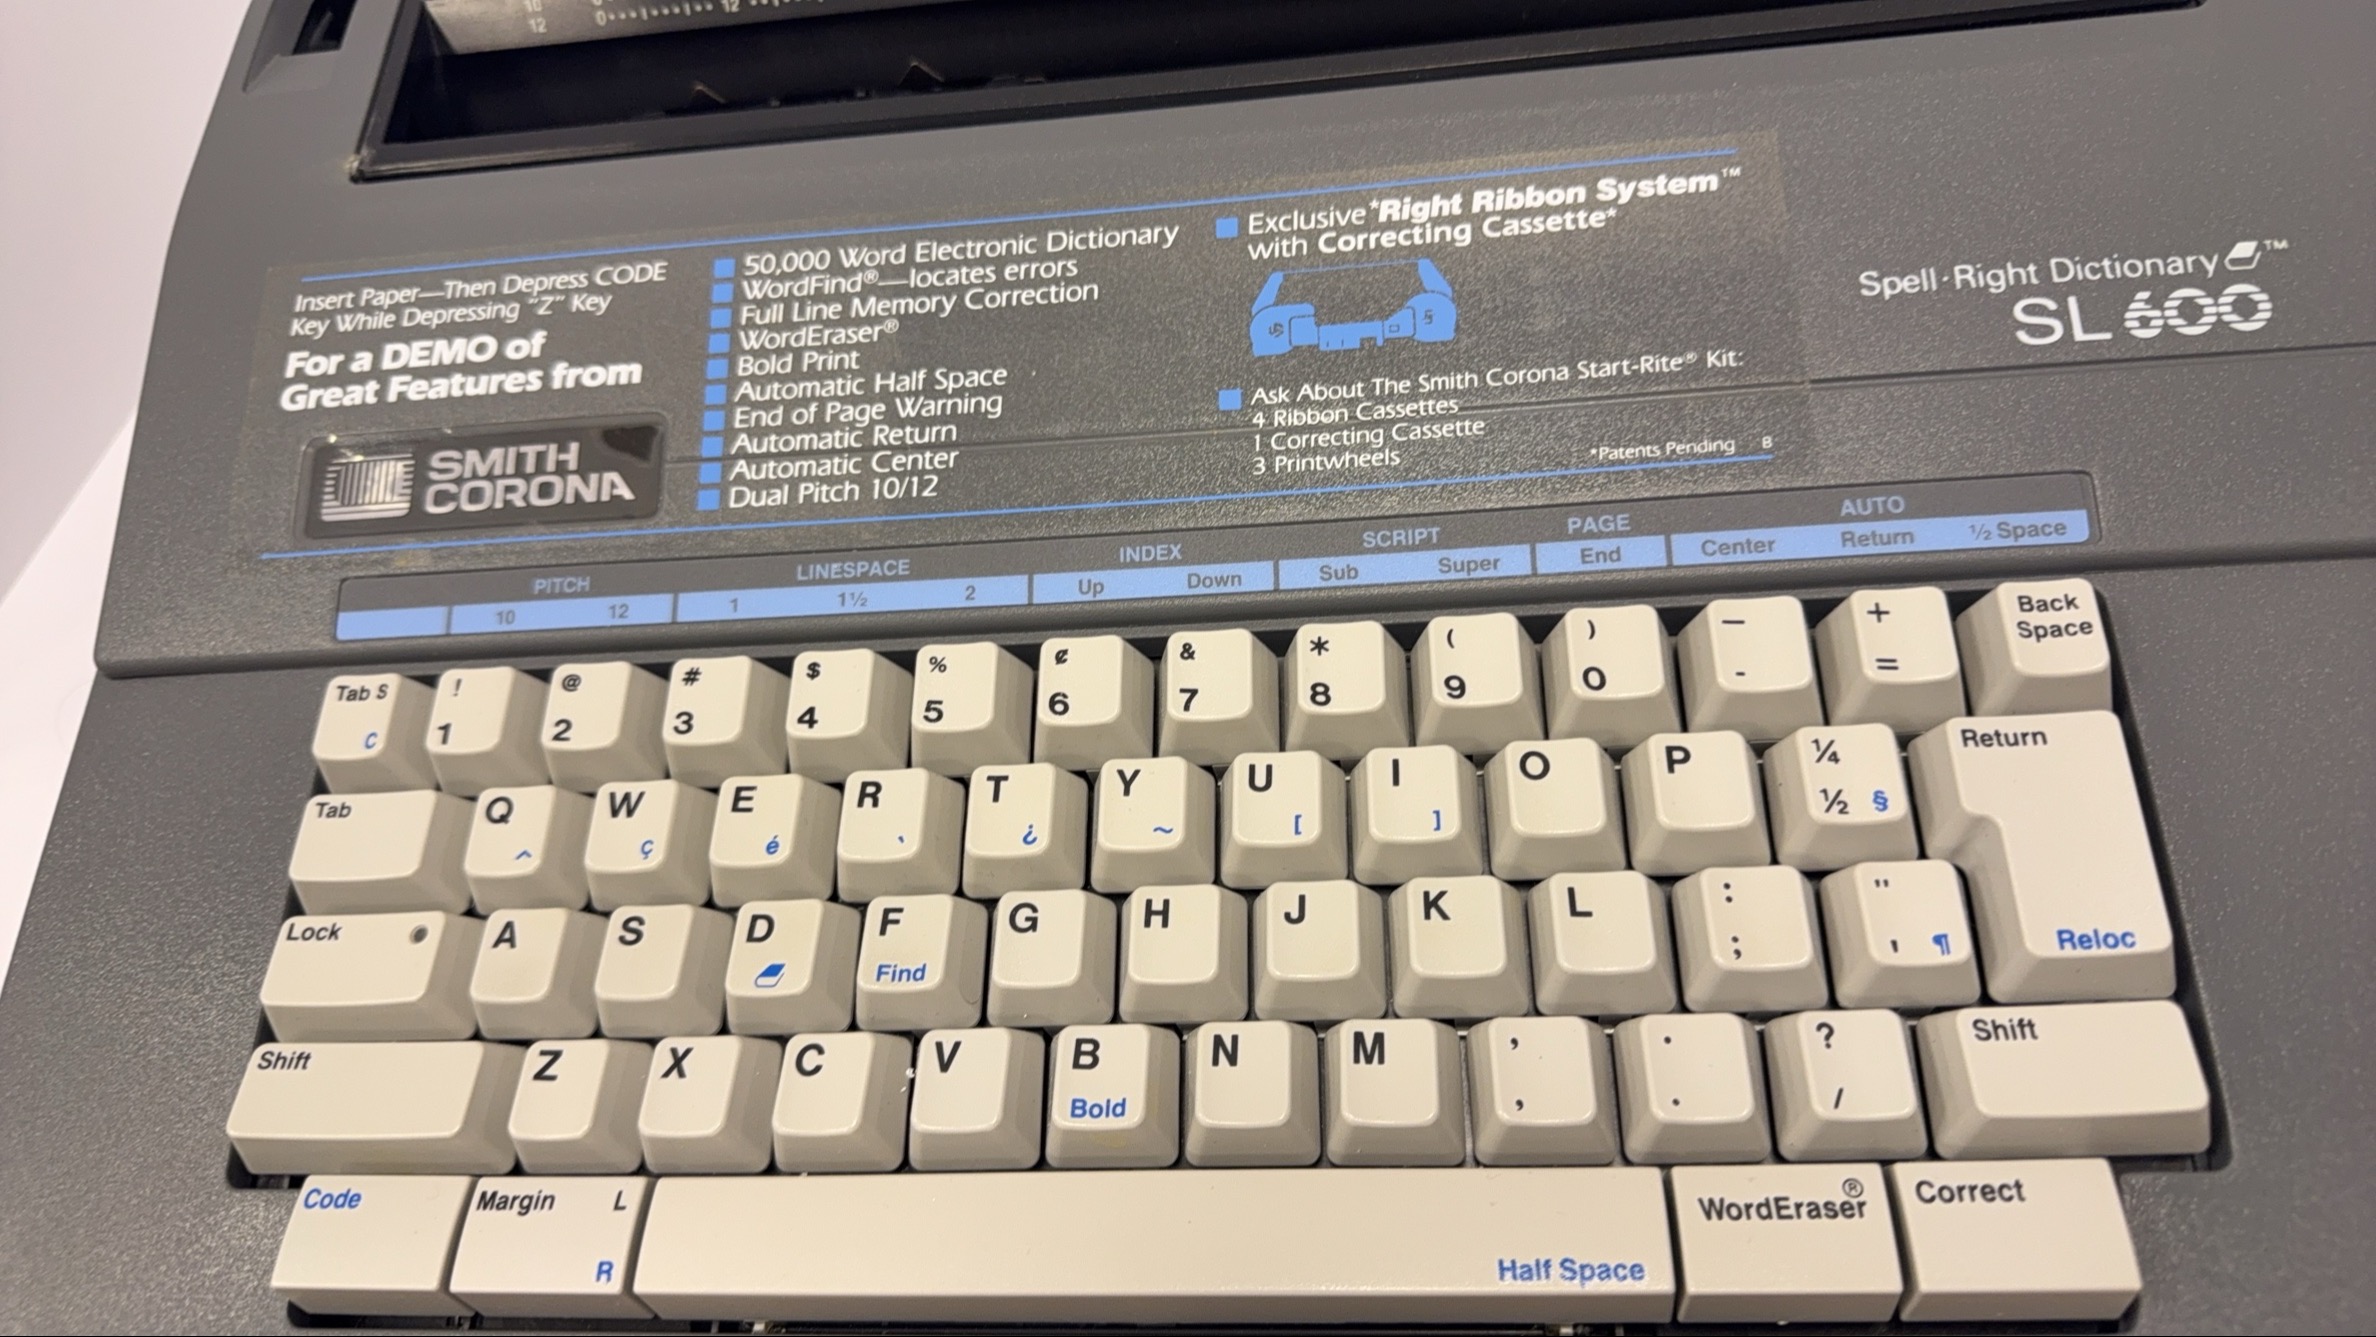 10
12 0 12
Insert Paper—Then Depress CODE
Key While Depressing "Z" Key
For a DEMO of
Great Features from
SMITH
CORONA
50,000 Word Electronic Dictionary
WordFind®—locates errors
Full Line Memory Correction
WordEraser®
Bold Print
Automatic Half Space
End of Page Warning
Automatic Return
Automatic Center
Dual Pitch 10/12
Exclusive *Right Ribbon System™
with Correcting Cassette*
Ask About The Smith Corona Start-Rite® Kit:
4 Ribbon Cassettes
1 Correcting Cassette
3 Printwheels
*Patents Pending B
Spell·Right Dictionary™
SL 600
PITCH LINESPACE INDEX SCRIPT PAGE AUTO
10 12 1 1½ 2 Up Down Sub Super End Center Return ½ Space
Tab S C ! 1 @ 2 # 3 $ 4 % 5 ¢ 6 & 7 * 8 ( 9 ) 0 — - + = Back Space
Tab Q ^ W ç E é R ` T ¿ Y ~ U [ I ] O P ¼ ½ § Return
Lock A S D F Find G H J K L : ; " ' ¶ Reloc
Shift Z X C V B Bold N M , , . . ? / Shift
Code Margin L R Half Space WordEraser® Correct